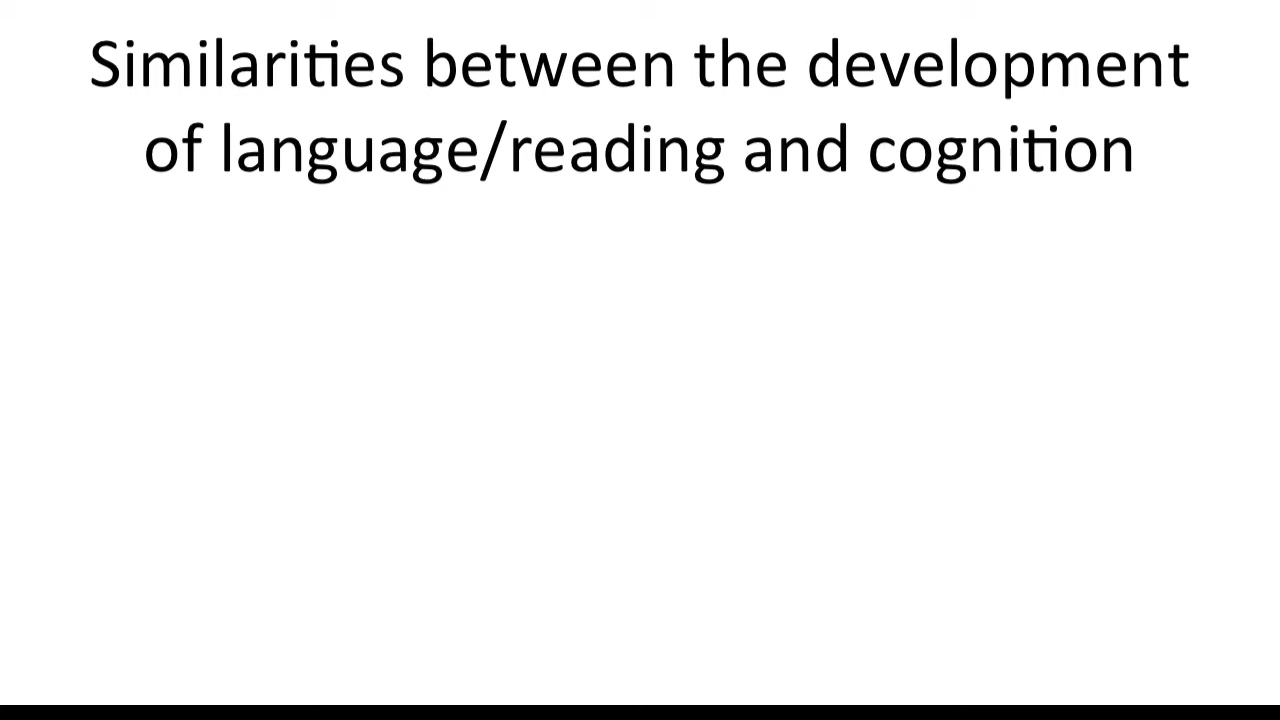 Similarities between the development
of language/reading and cognition